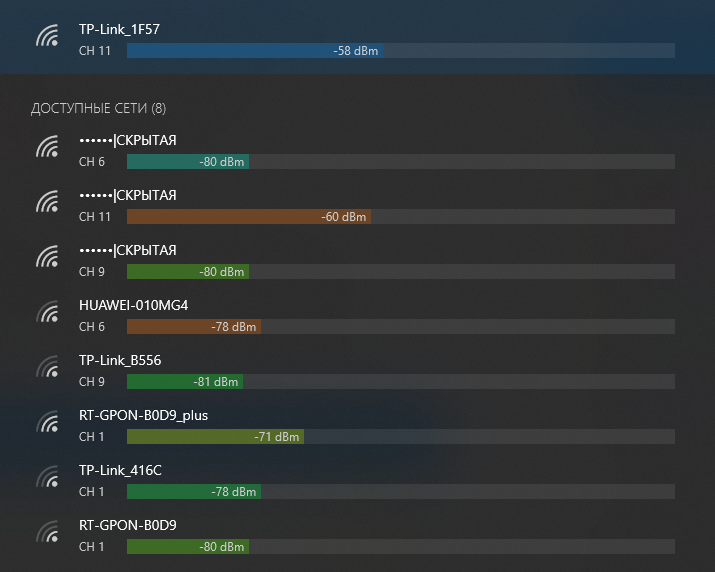 TP-Link_1F57
CH 11 -58 dBm
ДОСТУПНЫЕ СЕТИ (8)
••••••|СКРЫТАЯ
CH 6 -80 dBm
••••••|СКРЫТАЯ
CH 11 -60 dBm
••••••|СКРЫТАЯ
CH 9 -80 dBm
HUAWEI-010MG4
CH 6 -78 dBm
TP-Link_B556
CH 9 -81 dBm
RT-GPON-B0D9_plus
CH 1 -71 dBm
TP-Link_416C
CH 1 -78 dBm
RT-GPON-B0D9
CH 1 -80 dBm